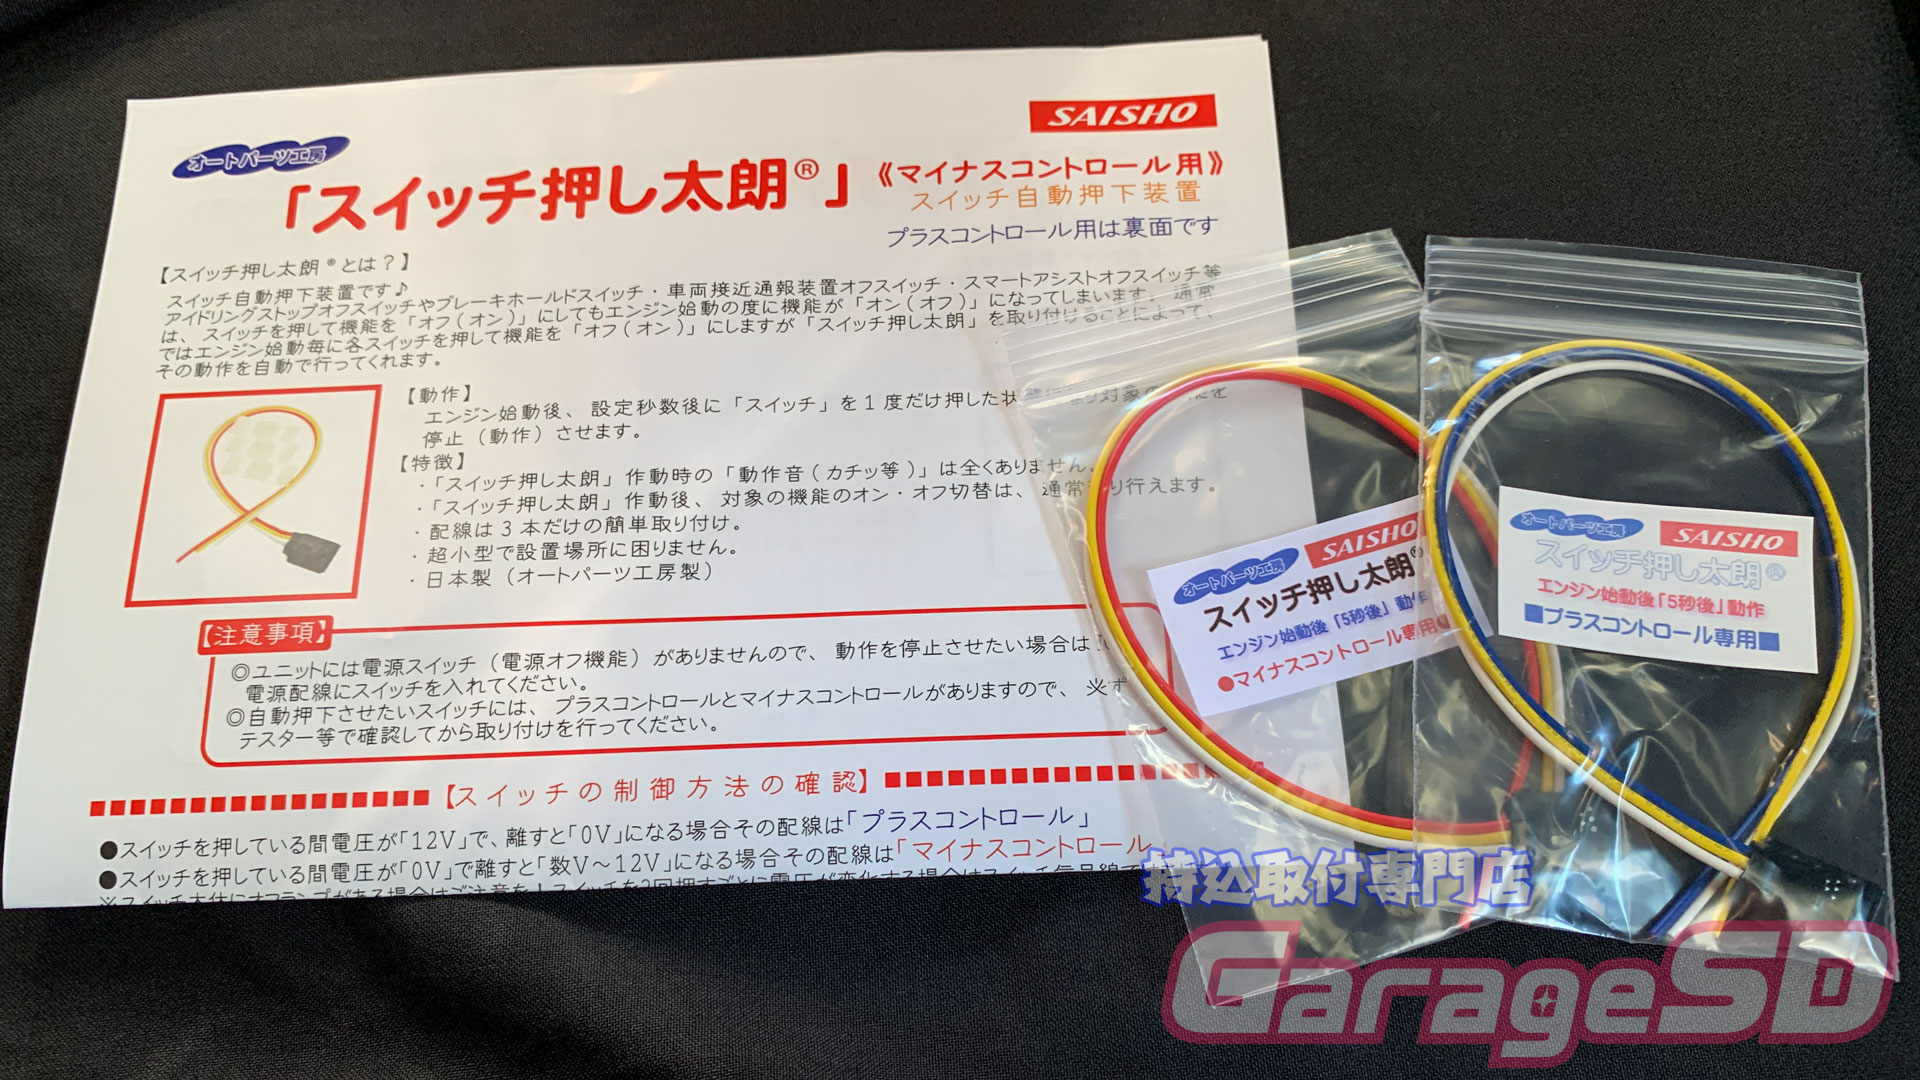 SAISHO
オートパーツ工房
「スイッチ押し太朗®」
《マイナスコントロール用》
スイッチ自動押下装置
プラスコントロール用は裏面です
【スイッチ押し太朗®とは？】
スイッチ自動押下装置です♪
アイドリングストップオフスイッチやブレーキホールドスイッチ・車両接近通報装置オフスイッチ・スマートアシストオフスイッチ等
は、スイッチを押して機能を「オフ（オン）」にしてもエンジン始動の度に機能が「オン（オフ）」になってしまいます。通常
ではエンジン始動毎に各スイッチを押して機能を「オフ（オン）」にしますが「スイッチ押し太朗」を取り付けることによって、
その動作を自動で行ってくれます。
【動作】
エンジン始動後、設定秒数後に「スイッチ」を1度だけ押した状態になり対象の を
停止（動作）させます。
【特徴】
・「スイッチ押し太朗」作動時の「動作音（カチッ等）」は全くありません。
・「スイッチ押し太朗」作動後、対象の機能のオン・オフ切替は、通常通り行えます。
・配線は3本だけの簡単取り付け。
・超小型で設置場所に困りません。
・日本製（オートパーツ工房製）
【注意事項】
◎ユニットには電源スイッチ（電源オフ機能）がありませんので、動作を停止させたい場合は
電源配線にスイッチを入れてください。
◎自動押下させたいスイッチには、プラスコントロールとマイナスコントロールがありますので、必ず
テスター等で確認してから取り付けを行ってください。
【スイッチの制御方法の確認】
●スイッチを押している間電圧が「12V」で、離すと「0V」になる場合その配線は「プラスコントロール」
●スイッチを押している間電圧が「0V」で離すと「数V～12V」になる場合その配線は「マイナスコントロール」
オートパーツ工房
SAISHO
スイッチ押し太朗®
エンジン始動後「5秒後」動作
●マイナスコントロール専用●
オートパーツ工房
SAISHO
スイッチ押し太朗®
エンジン始動後「5秒後」動作
■プラスコントロール専用■
持込取付専門店
GarageSD